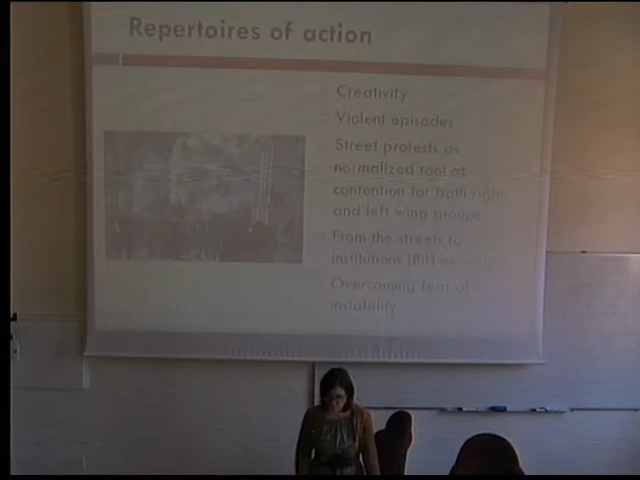 Repertoires of action
Creativity
Violent episodes
Street protests as
normalized tool of
contention for both right
and left wing groups
From the streets to
institutions (BiH
Overcoming fear of
instability